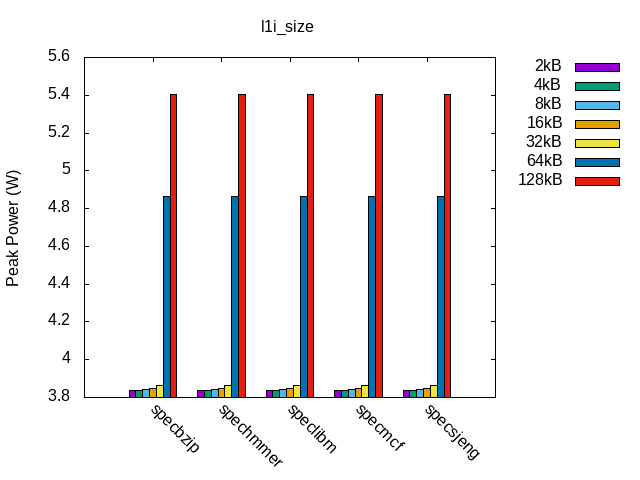 l1i_size
5.6
5.4
5.2
5
4.8
4.6
4.4
4.2
4
3.8
Peak Power (W)
specbzip
spechmmer
speclibm
specmcf
specsjeng
2kB
4kB
8kB
16kB
32kB
64kB
128kB